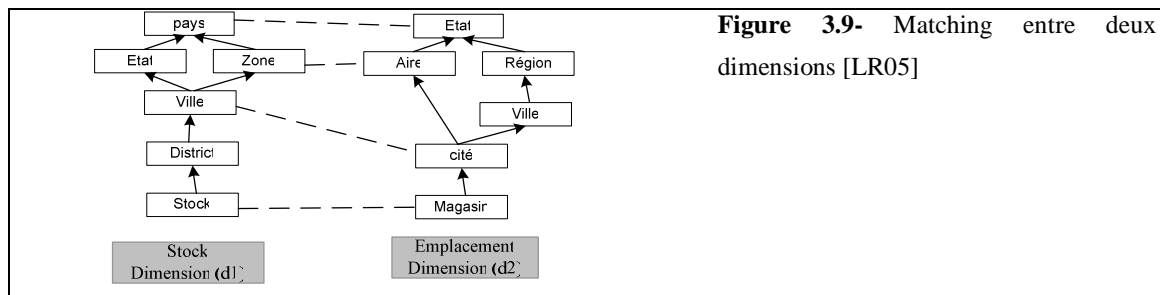 pays
Etat
Etat
Zone
Aire
Région
Ville
Ville
District
cité
Stock
Magasin
Stock
Dimension (d1)
Emplacement
Dimension (d2)
Figure 3.9- Matching entre deux
dimensions [LR05]